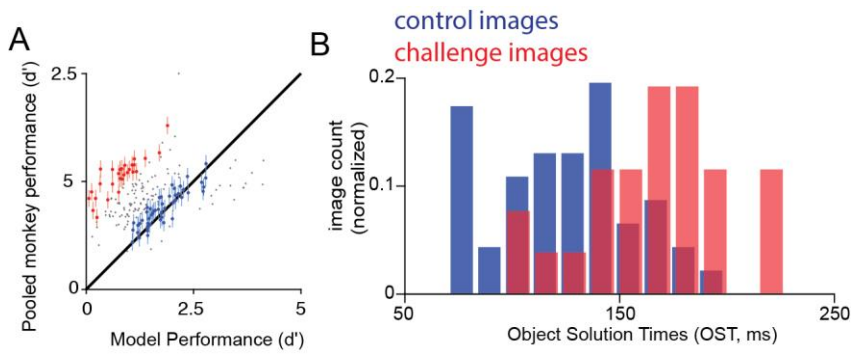 A
Pooled monkey performance (d')
2.5
5
0
0
2.5
5
Model Performance (d')
B
control images
challenge images
image count
(normalized)
0.2
0.1
0
50
150
250
Object Solution Times (OST, ms)